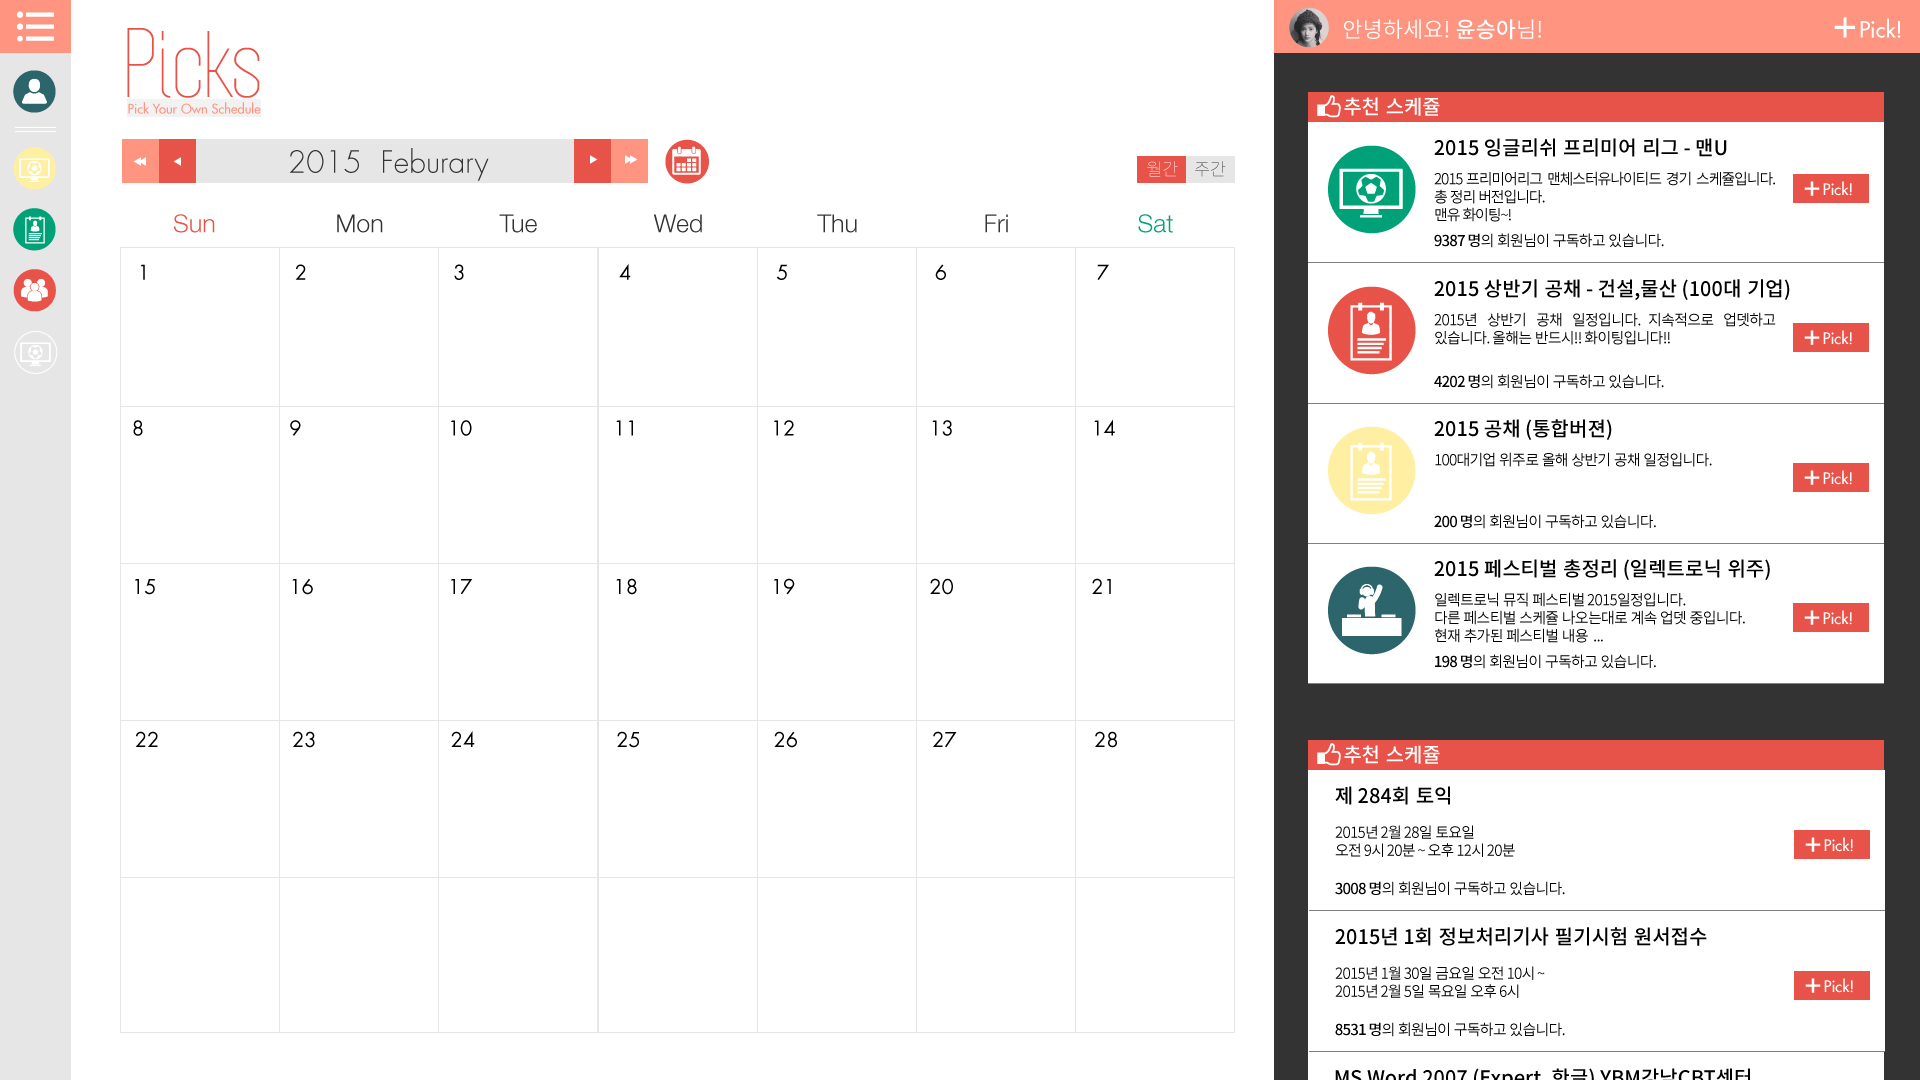 Picks
Pick Your Own Schedule
2015 Feburary
월간 주간
Sun Mon Tue Wed Thu Fri Sat
1 2 3 4 5 6 7
8 9 10 11 12 13 14
15 16 17 18 19 20 21
22 23 24 25 26 27 28
안녕하세요! 윤승아님!
+Pick!
추천 스케쥴
2015 잉글리쉬 프리미어 리그 - 맨U
2015 프리미어리그 맨체스터유나이티드 경기 스케쥴입니다.
총 정리 버전입니다.
맨유 화이팅~!
+Pick!
9387 명의 회원님이 구독하고 있습니다.
2015 상반기 공채 - 건설,물산 (100대 기업)
2015년 상반기 공채 일정입니다. 지속적으로 업뎃하고
있습니다. 올해는 반드시!! 화이팅입니다!!
+Pick!
4202 명의 회원님이 구독하고 있습니다.
2015 공채 (통합버젼)
100대기업 위주로 올해 상반기 공채 일정입니다.
+Pick!
200 명의 회원님이 구독하고 있습니다.
2015 페스티벌 총정리 (일렉트로닉 위주)
일렉트로닉 뮤직 페스티벌 2015일정입니다.
다른 페스티벌 스케쥴 나오는대로 계속 업뎃 중입니다.
현재 추가된 페스티벌 내용 ...
+Pick!
198 명의 회원님이 구독하고 있습니다.
추천 스케쥴
제 284회 토익
2015년 2월 28일 토요일
오전 9시 20분 ~ 오후 12시 20분
+Pick!
3008 명의 회원님이 구독하고 있습니다.
2015년 1회 정보처리기사 필기시험 원서접수
2015년 1월 30일 금요일 오전 10시 ~
2015년 2월 5일 목요일 오후 6시
+Pick!
8531 명의 회원님이 구독하고 있습니다.
MS Word 2007 (Expert, 한글) YBM강남CBT센터